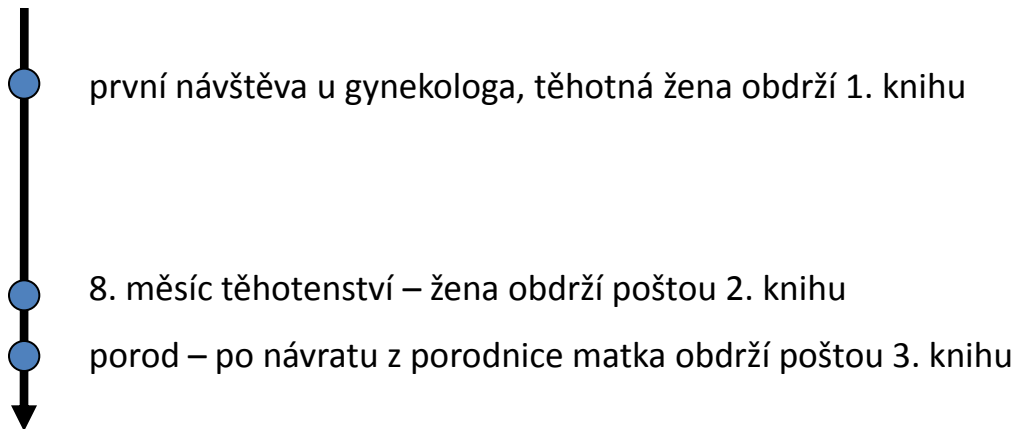 první návštěva u gynekologa, těhotná žena obdrží 1. knihu
8. měsíc těhotenství – žena obdrží poštou 2. knihu
porod – po návratu z porodnice matka obdrží poštou 3. knihu